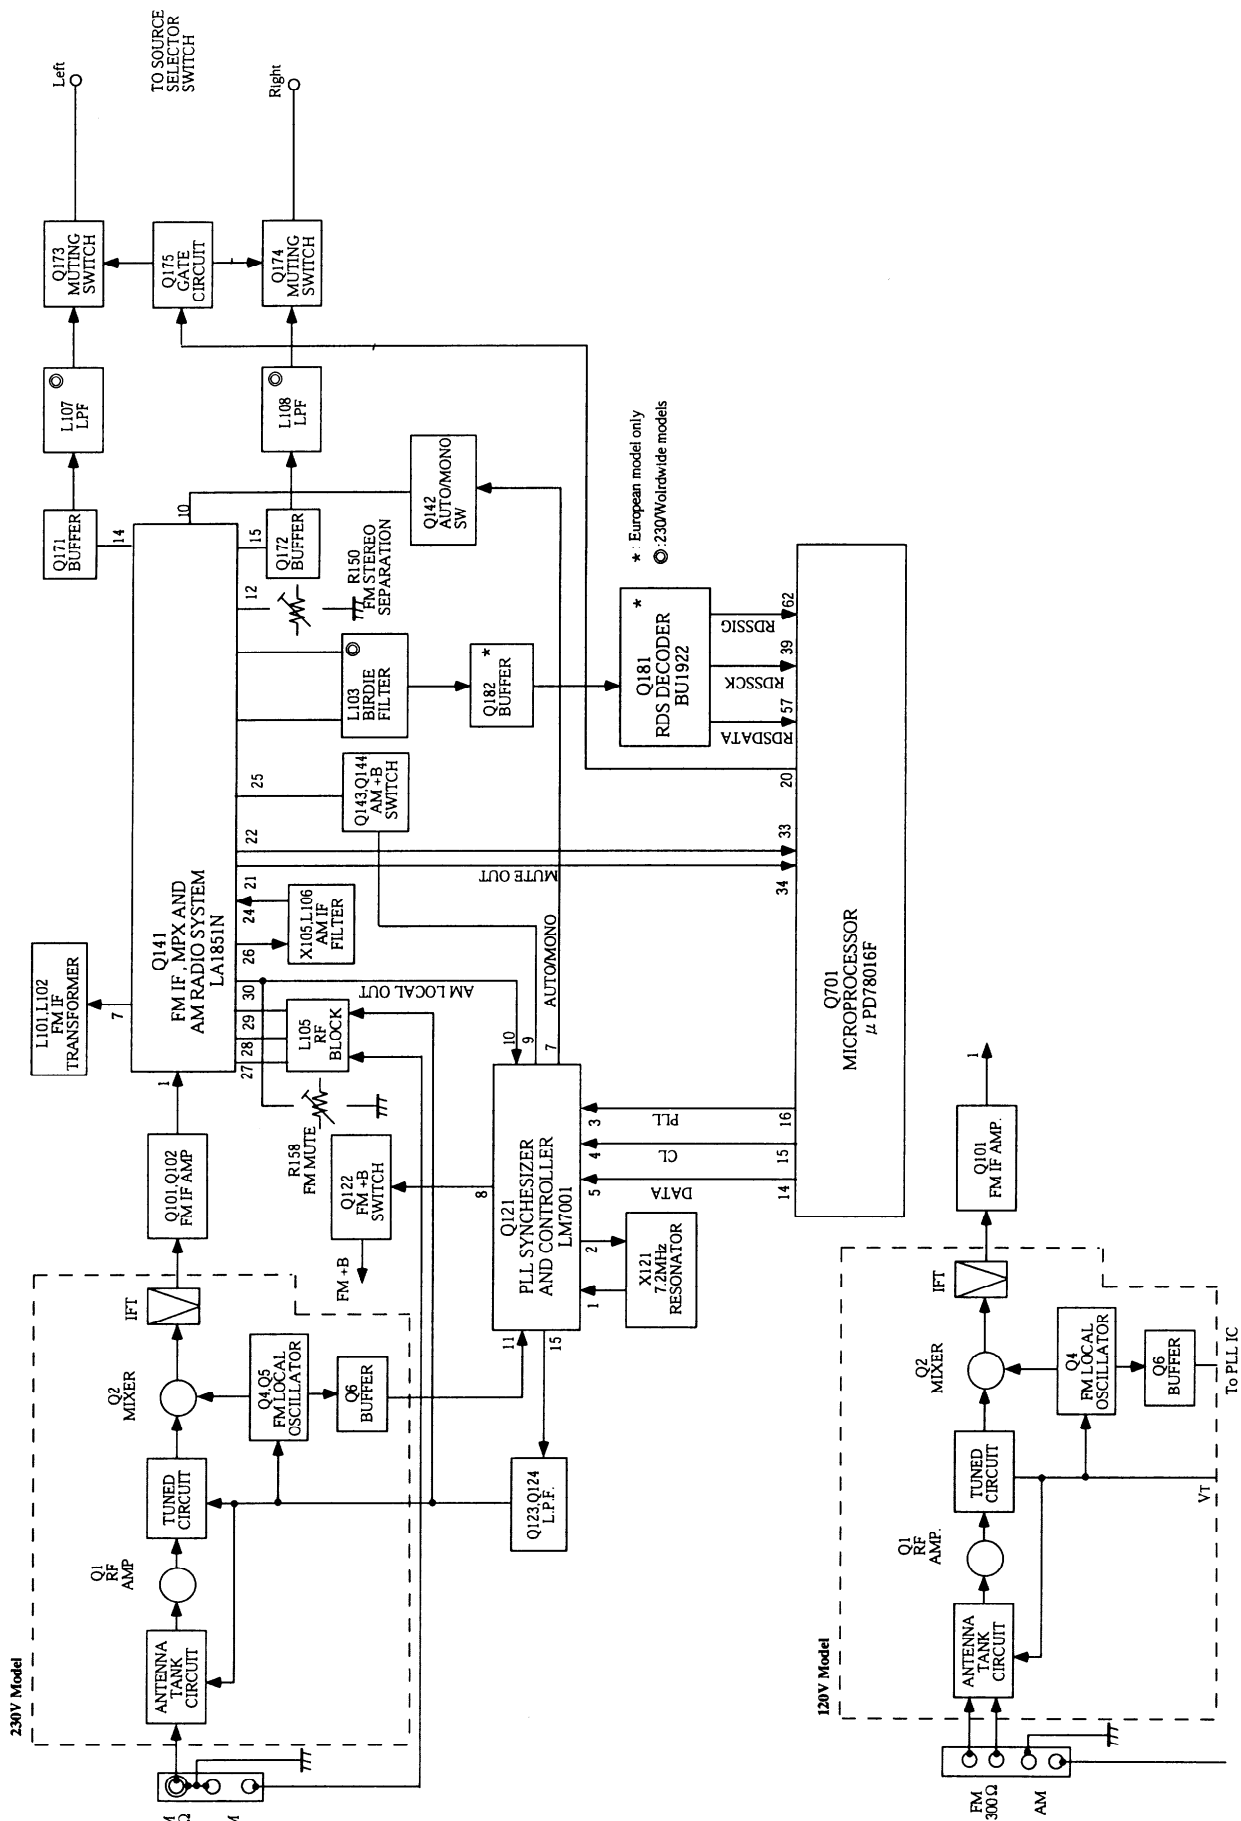 230V Model
ANTENNA
TANK
CIRCUIT
Q1
RF
AMP
TUNED
CIRCUIT
Q2
MIXER
IFT
Q4,Q5
FM LOCAL
OSCILLATOR
Q6
BUFFER
Q101,Q102
FM IF AMP
1
L101,L102
FM IF
TRANSFORMER
7
Q141
FM IF, MPX AND
AM RADIO SYSTEM
LA1851N
27
28
29
30
26
24
21
22
25
12
15
10
14
L105
RF
BLOCK
R158
FM MUTE
AM LOCAL OUT
X105,L106
AM IF
FILTER
MUTE OUT
Q143,Q144
AM +B
SWITCH
L103
BIRDIE
FILTER
R150
FM STEREO
SEPARATION
Q171
BUFFER
Q172
BUFFER
L107
LPF
L108
LPF
Q173
MUTING
SWITCH
Q175
GATE
CIRCUIT
Q174
MUTING
SWITCH
Left
Right
TO SOURCE
SELECTOR
SWITCH
Q142
AUTO/MONO
SW
Q182
BUFFER
*
Q181
RDS DECODER
BU1922
*
* : European model only
◎:230/Wolrdwide models
RDSDATA
RDSSCK
RDSSIG
57
39
62
20
33
34
Q122
FM +B
SWITCH
FM +B
8
Q121
PLL SYNCHESIZER
AND CONTROLLER
LM7001
11
15
10
9
7
AUTO/MONO
1
2
5
4
3
DATA
CL
PLL
14
15
16
X121
7.2MHz
RESONATOR
Q123,Q124
L.P.F.
Q701
MICROPROCESSOR
μ PD78016F
120V Model
FM
300Ω
AM
ANTENNA
TANK
CIRCUIT
Q1
RF
AMP.
TUNED
CIRCUIT
Q2
MIXER
IFT
Q4
FM LOCAL
OSCILLATOR
Q6
BUFFER
Q101
FM IF AMP.
1
VT
To PLL IC